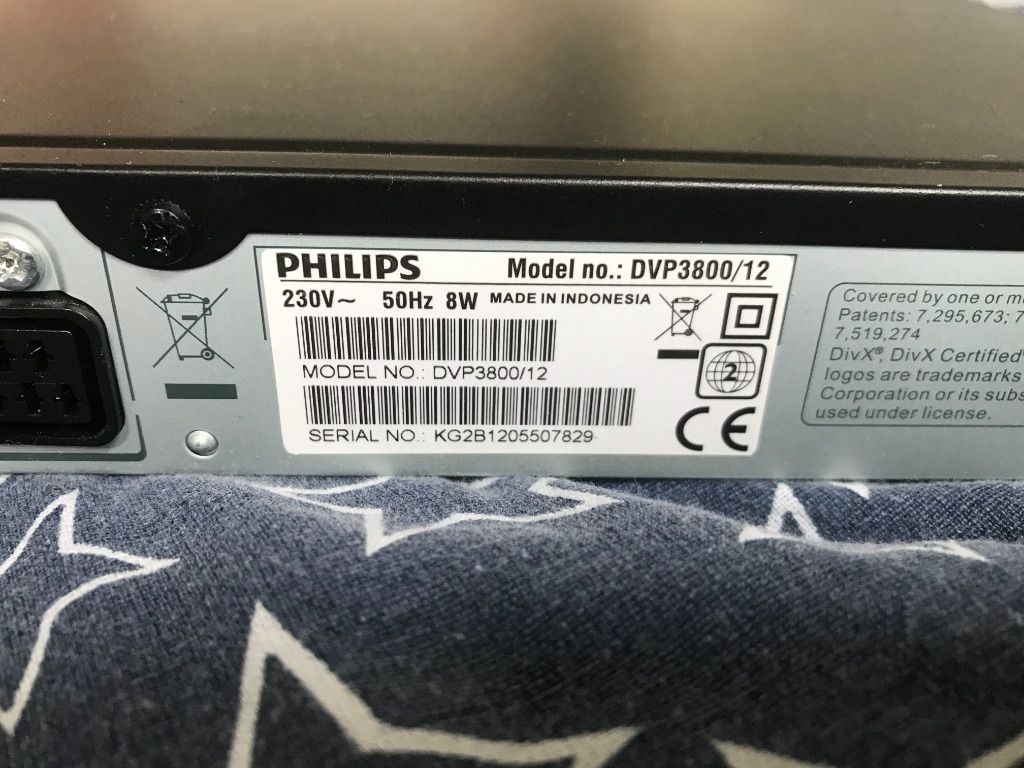 PHILIPS Model no.: DVP3800/12
230V~ 50Hz 8W MADE IN INDONESIA
MODEL NO.: DVP3800/12
2
SERIAL NO.: KG2B1205507829
CE
Covered by one or
Patents: 7,295,673;
7,519,274
DivX®, DivX Certified
logos are trademarks
Corporation or its
used under license.